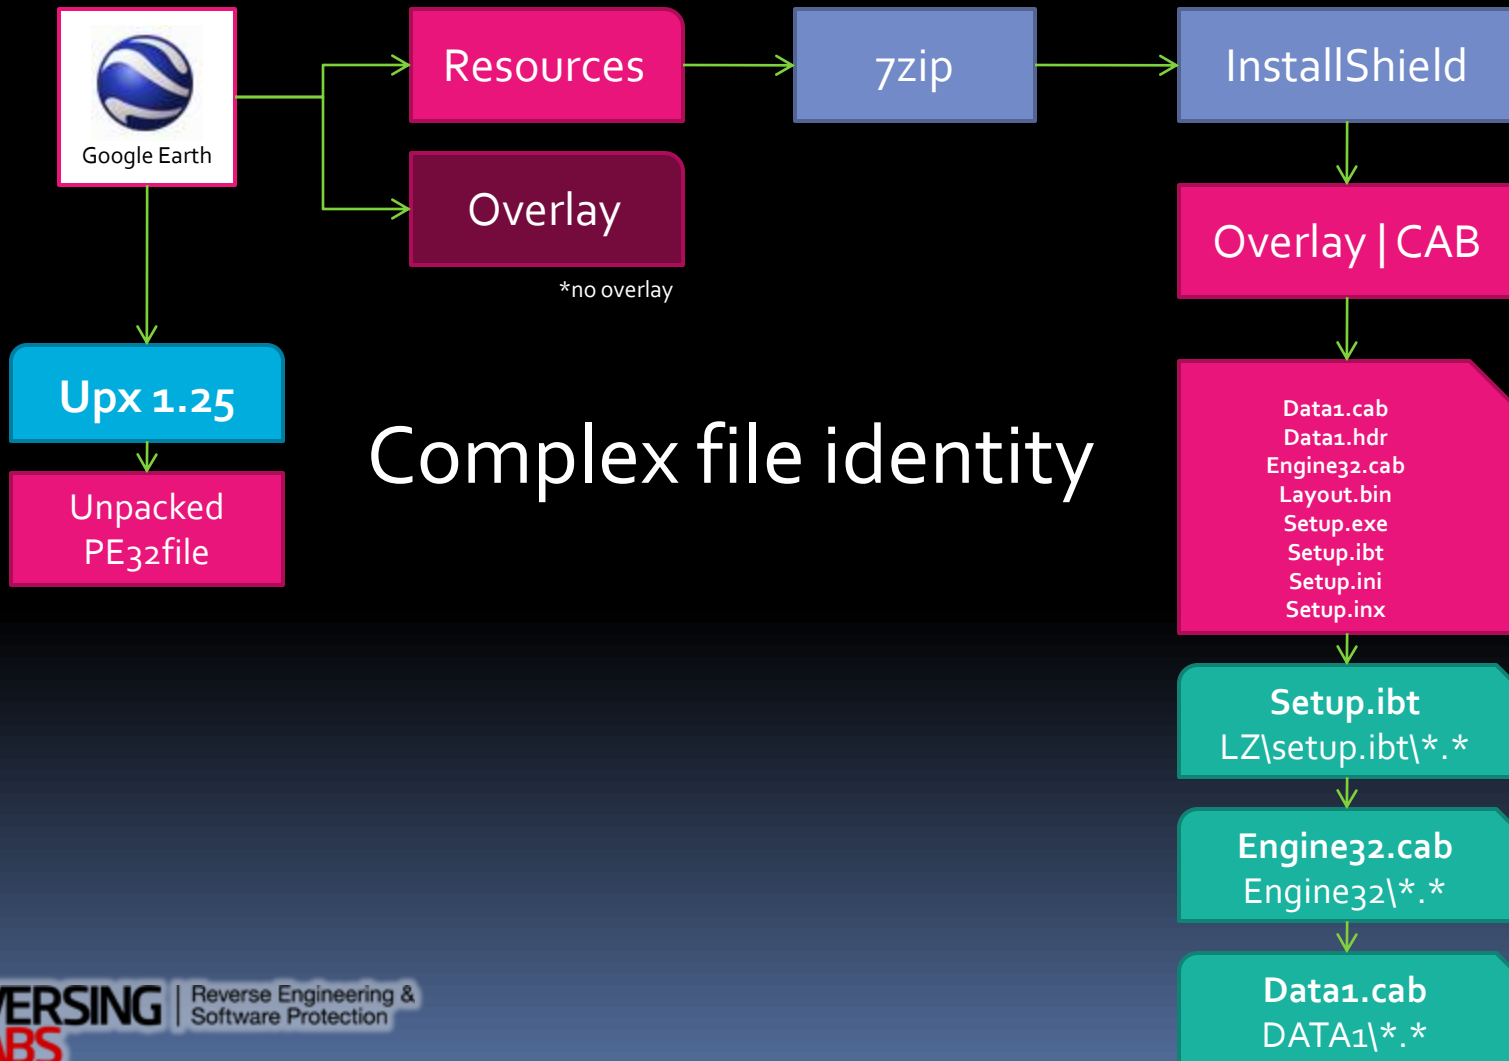 Google Earth
Resources
7zip
InstallShield
Overlay
*no overlay
Overlay | CAB
Upx 1.25
Unpacked
PE32file
Complex file identity
Data1.cab
Data1.hdr
Engine32.cab
Layout.bin
Setup.exe
Setup.ibt
Setup.ini
Setup.inx
Setup.ibt
LZ\setup.ibt\*.*
Engine32.cab
Engine32\*.*
Data1.cab
DATA1\*.*
VERSING
ABS
Reverse Engineering &
Software Protection